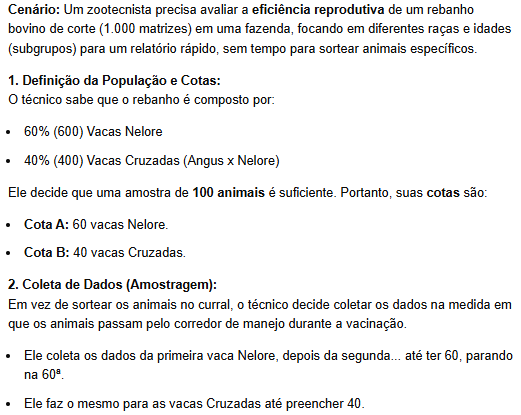 Cenário: Um zootecnista precisa avaliar a eficiência reprodutiva de um rebanho
bovino de corte (1.000 matrizes) em uma fazenda, focando em diferentes raças e idades
(subgrupos) para um relatório rápido, sem tempo para sortear animais específicos.
1. Definição da População e Cotas:
O técnico sabe que o rebanho é composto por:
• 60% (600) Vacas Nelore
• 40% (400) Vacas Cruzadas (Angus x Nelore)
Ele decide que uma amostra de 100 animais é suficiente. Portanto, suas cotas são:
• Cota A: 60 vacas Nelore.
• Cota B: 40 vacas Cruzadas.
2. Coleta de Dados (Amostragem):
Em vez de sortear os animais no curral, o técnico decide coletar os dados na medida em
que os animais passam pelo corredor de manejo durante a vacinação.
• Ele coleta os dados da primeira vaca Nelore, depois da segunda... até ter 60, parando
na 60ª.
• Ele faz o mesmo para as vacas Cruzadas até preencher 40.